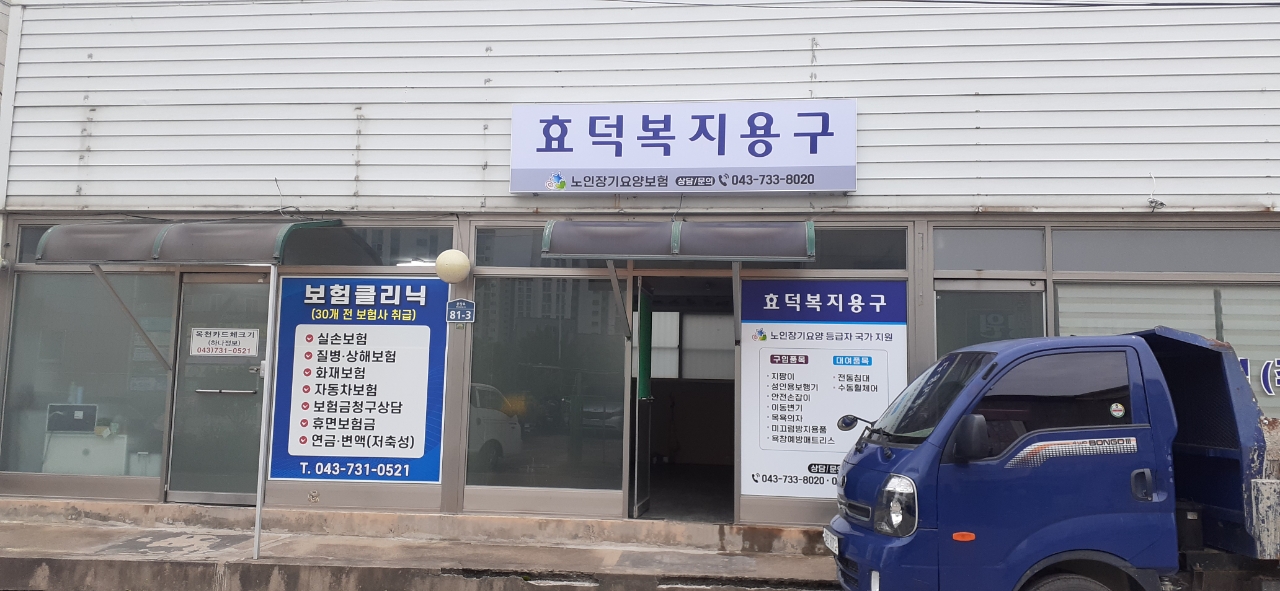 효덕복지용구
노인장기요양보험 상담/문의 043-733-8020
옥천카드체크기
(하나정보)
043)731-0521
보험클리닉
(30개 전 보험사 취급)
실손보험
질병·상해보험
화재보험
자동차보험
보험금청구상담
휴면보험금
연금·변액(저축성)
T. 043-731-0521
81-3
효덕복지용구
노인장기요양 등급자 국가 지원
구입품목
· 지팡이
· 성인용보행기
· 안전손잡이
· 이동변기
· 목욕의자
· 미끄럼방지용품
· 욕창예방매트리스
대여품목
· 전동침대
· 수동휠체어
상담/문
043-733-8020 · 0
BONGO III